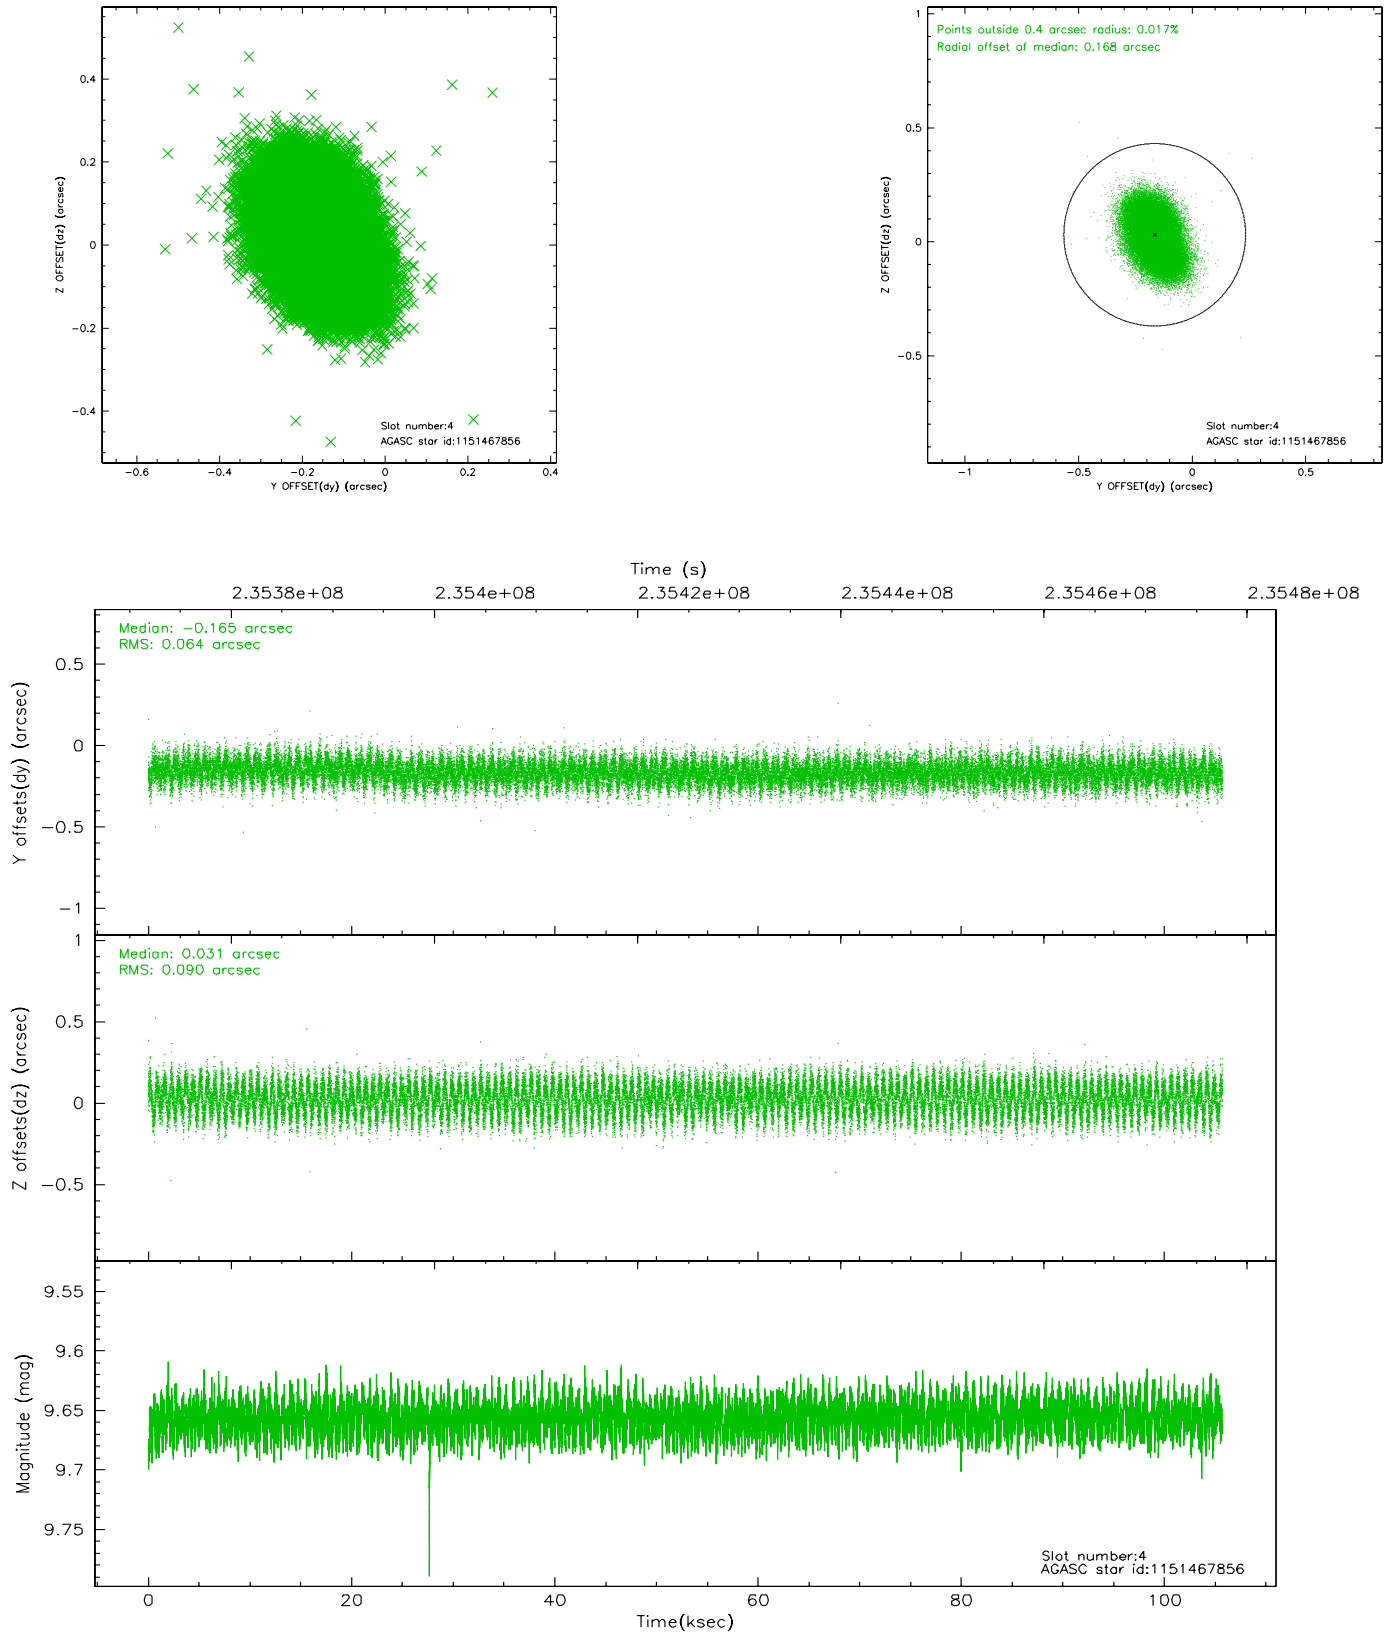 0.4
0.2
0
−0.2
−0.4
Z OFFSET(dz) (arcsec)
−0.6
−0.4
−0.2
0
0.2
0.4
Y OFFSET(dy) (arcsec)
Slot number:4
AGASC star id:1151467856
Points outside 0.4 arcsec radius: 0.017%
Radial offset of median: 0.168 arcsec
1
0.5
0
−0.5
Z OFFSET(dz) (arcsec)
−1
−0.5
0
0.5
Y OFFSET(dy) (arcsec)
Slot number:4
AGASC star id:1151467856
Time (s)
2.3538e+08
2.354e+08
2.3542e+08
2.3544e+08
2.3546e+08
2.3548e+08
Median: −0.165 arcsec
RMS: 0.064 arcsec
0.5
0
−0.5
−1
Y offsets(dy) (arcsec)
Median: 0.031 arcsec
RMS: 0.090 arcsec
1
0.5
0
−0.5
Z offsets(dz) (arcsec)
9.55
9.6
9.65
9.7
9.75
Magnitude (mag)
Slot number:4
AGASC star id:1151467856
0
20
40
60
80
100
Time(ksec)